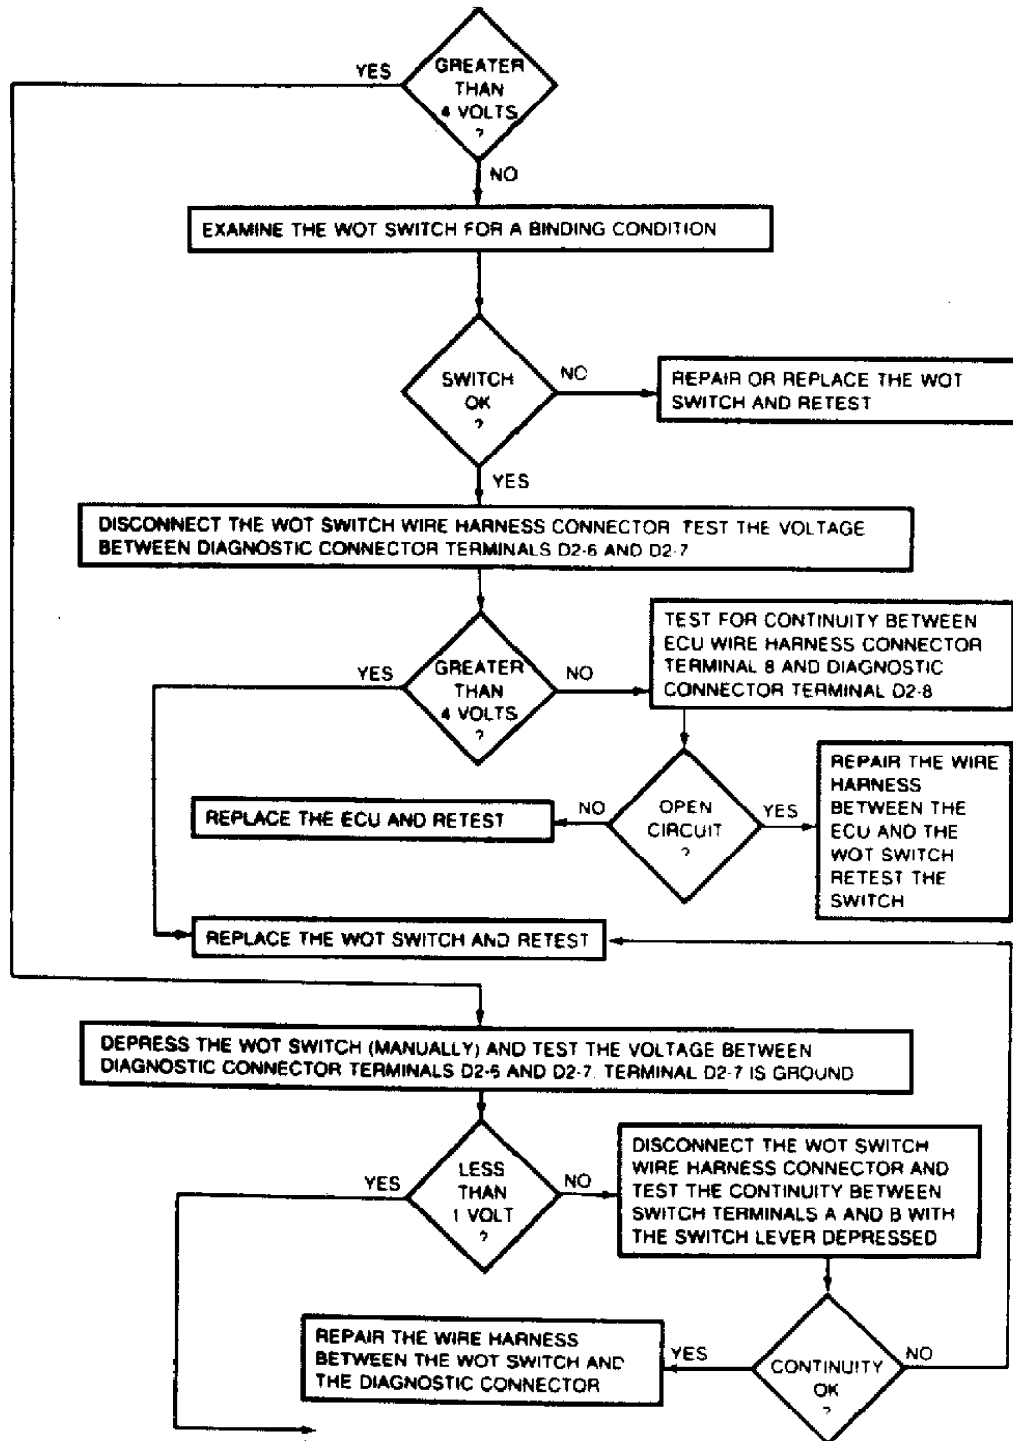 GREATER
THAN
4 VOLTS
?
YES
NO
EXAMINE THE WOT SWITCH FOR A BINDING CONDITION
SWITCH
OK
?
NO
REPAIR OR REPLACE THE WOT
SWITCH AND RETEST
YES
DISCONNECT THE WOT SWITCH WIRE HARNESS CONNECTOR TEST THE VOLTAGE
BETWEEN DIAGNOSTIC CONNECTOR TERMINALS D2-6 AND D2-7
GREATER
THAN
4 VOLTS
?
YES
NO
TEST FOR CONTINUITY BETWEEN
ECU WIRE HARNESS CONNECTOR
TERMINAL 8 AND DIAGNOSTIC
CONNECTOR TERMINAL D2-8
OPEN
CIRCUIT
?
NO
REPLACE THE ECU AND RETEST
YES
REPAIR THE WIRE
HARNESS
BETWEEN THE
ECU AND THE
WOT SWITCH
RETEST THE
SWITCH
REPLACE THE WOT SWITCH AND RETEST
DEPRESS THE WOT SWITCH (MANUALLY) AND TEST THE VOLTAGE BETWEEN
DIAGNOSTIC CONNECTOR TERMINALS D2-6 AND D2-7. TERMINAL D2-7 IS GROUND
LESS
THAN
1 VOLT
?
YES
NO
DISCONNECT THE WOT SWITCH
WIRE HARNESS CONNECTOR AND
TEST THE CONTINUITY BETWEEN
SWITCH TERMINALS A AND B WITH
THE SWITCH LEVER DEPRESSED
CONTINUITY
OK
?
YES
NO
REPAIR THE WIRE HARNESS
BETWEEN THE WOT SWITCH AND
THE DIAGNOSTIC CONNECTOR